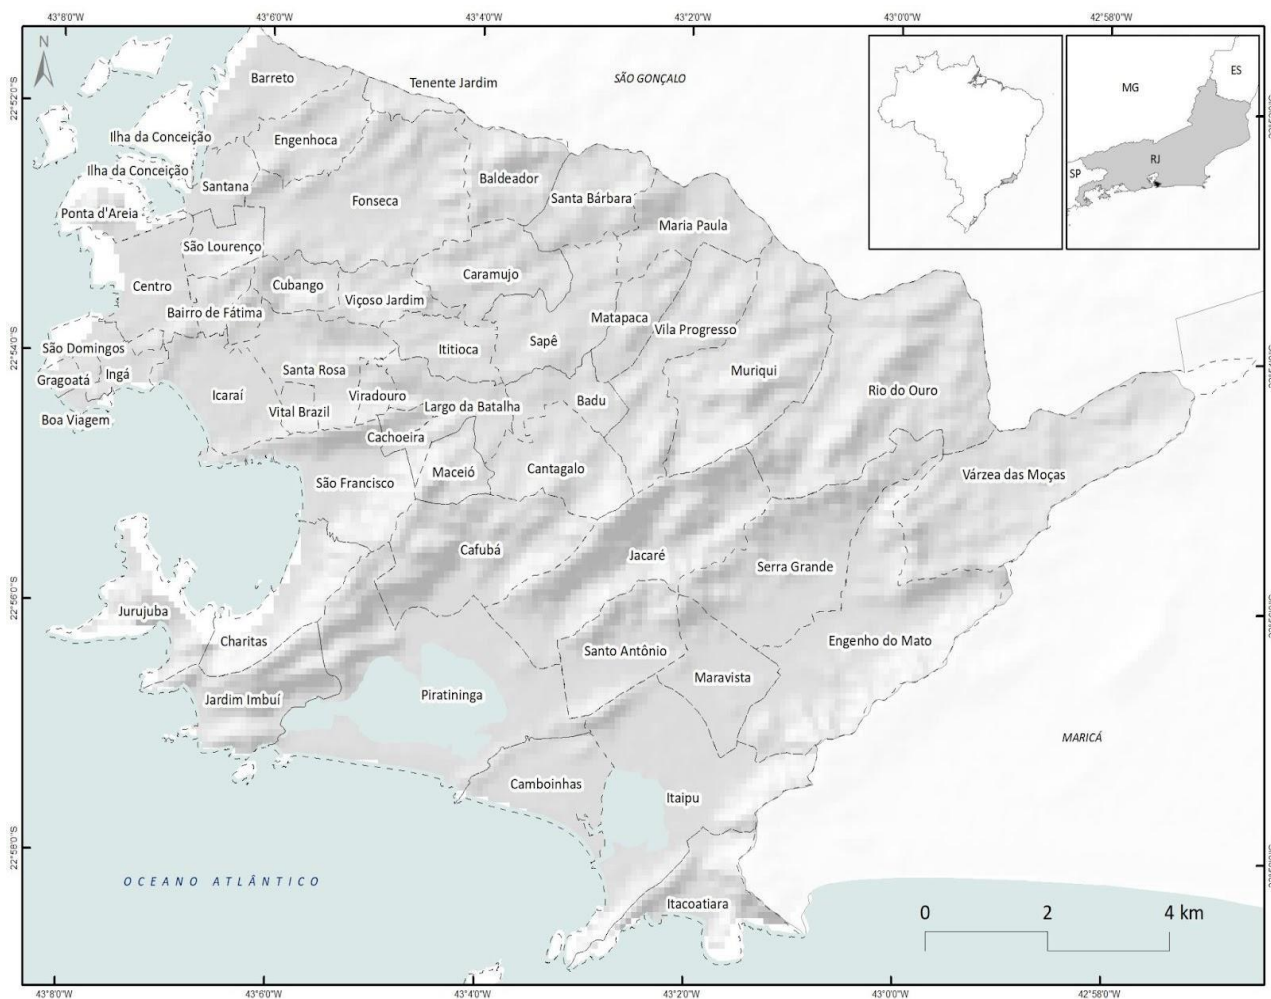 43°8'0"W
43°6'0"W
43°4'0"W
43°2'0"W
43°0'0"W
42°58'0"W
N
Barreto
Tenente Jardim
SÃO GONÇALO
MG
ES
RJ
SP
22°52'0"S
Ilha da Conceição
Engenhoca
Ilha da Conceição
Santana
Baldeador
Santa Bárbara
Fonseca
Ponta d'Areia
Maria Paula
São Lourenço
Caramujo
Centro
Cubango
Viçoso Jardim
Bairro de Fátima
Matapaca
Vila Progresso
22°54'0"S
São Domingos
Ititioca
Sapê
Gragoatá
Ingá
Santa Rosa
Muriqui
Icaraí
Viradouro
Rio do Ouro
Vital Brazil
Largo da Batalha
Badu
Boa Viagem
Cachoeira
Maceió
Cantagalo
São Francisco
Várzea das Moças
Cafubá
Jacaré
Serra Grande
22°56'0"S
Jurujuba
Charitas
Santo Antônio
Engenho do Mato
Maravista
Jardim Imbuí
Piratininga
MARICÁ
Camboinhas
Itaipu
22°58'0"S
OCEANO ATLÂNTICO
Itacoatiara
0 2 4 km
43°8'0"W
43°6'0"W
43°4'0"W
43°2'0"W
43°0'0"W
42°58'0"W